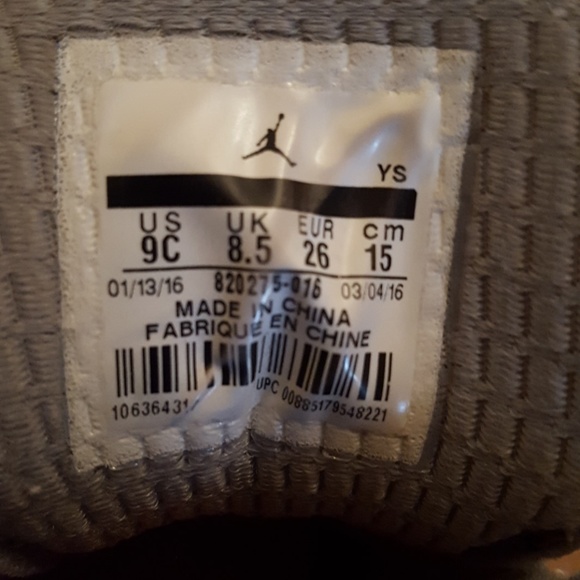 YS
US UK EUR cm
9C 8.5 26 15
01/13/16 820275-016 03/04/16
MADE IN CHINA
FABRIQUE EN CHINE
10636431 UPC 00885179548221